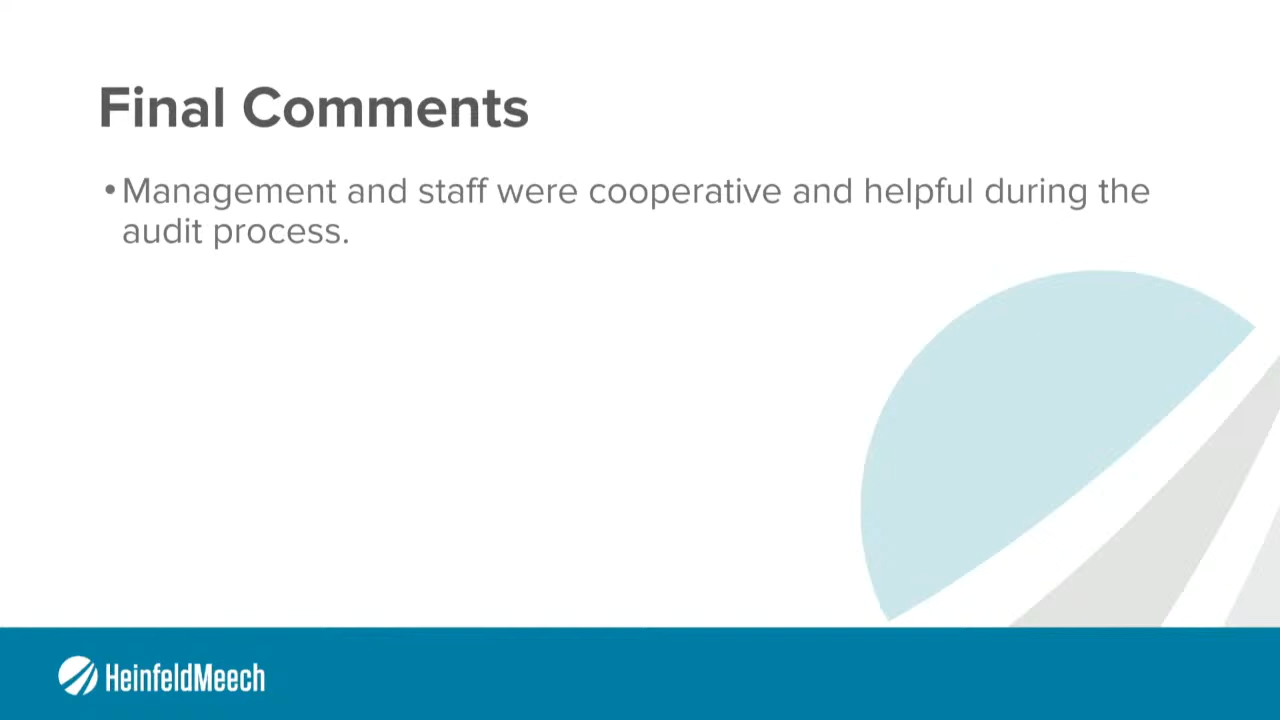 Final Comments
• Management and staff were cooperative and helpful during the
audit process.
HeinfeldMeech